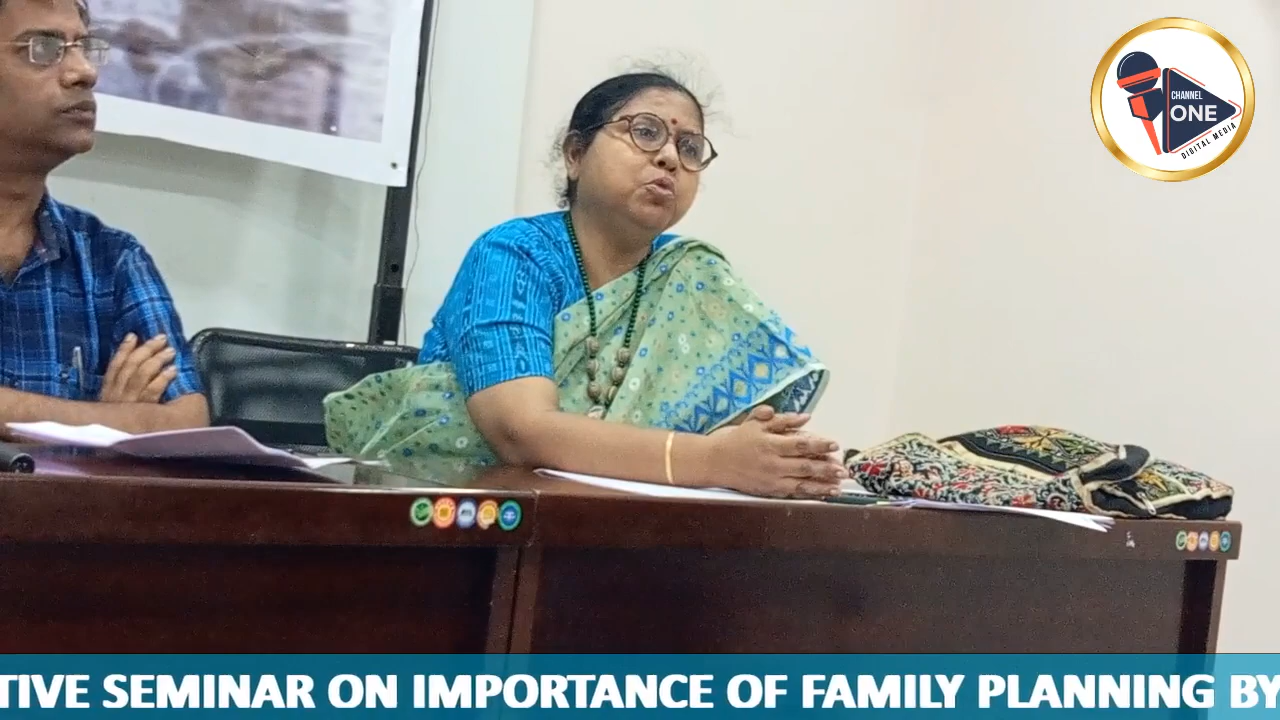 CHANNEL
ONE
DIGITAL MEDIA
TIVE SEMINAR ON IMPORTANCE OF FAMILY PLANNING BY